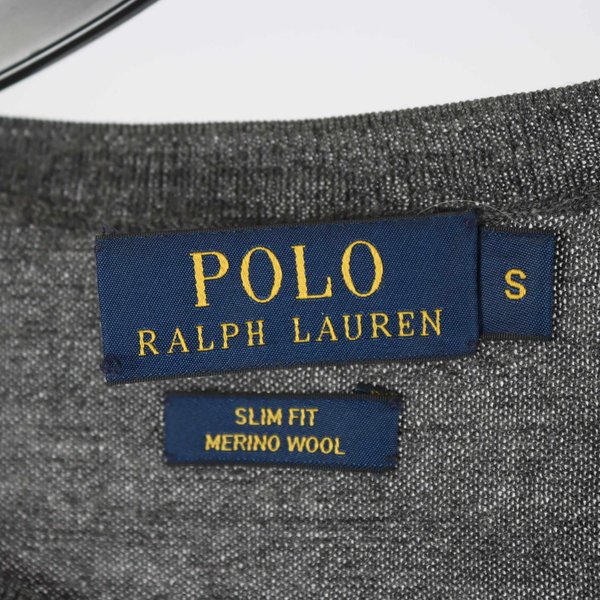 POLO
RALPH LAUREN
S
SLIM FIT
MERINO WOOL